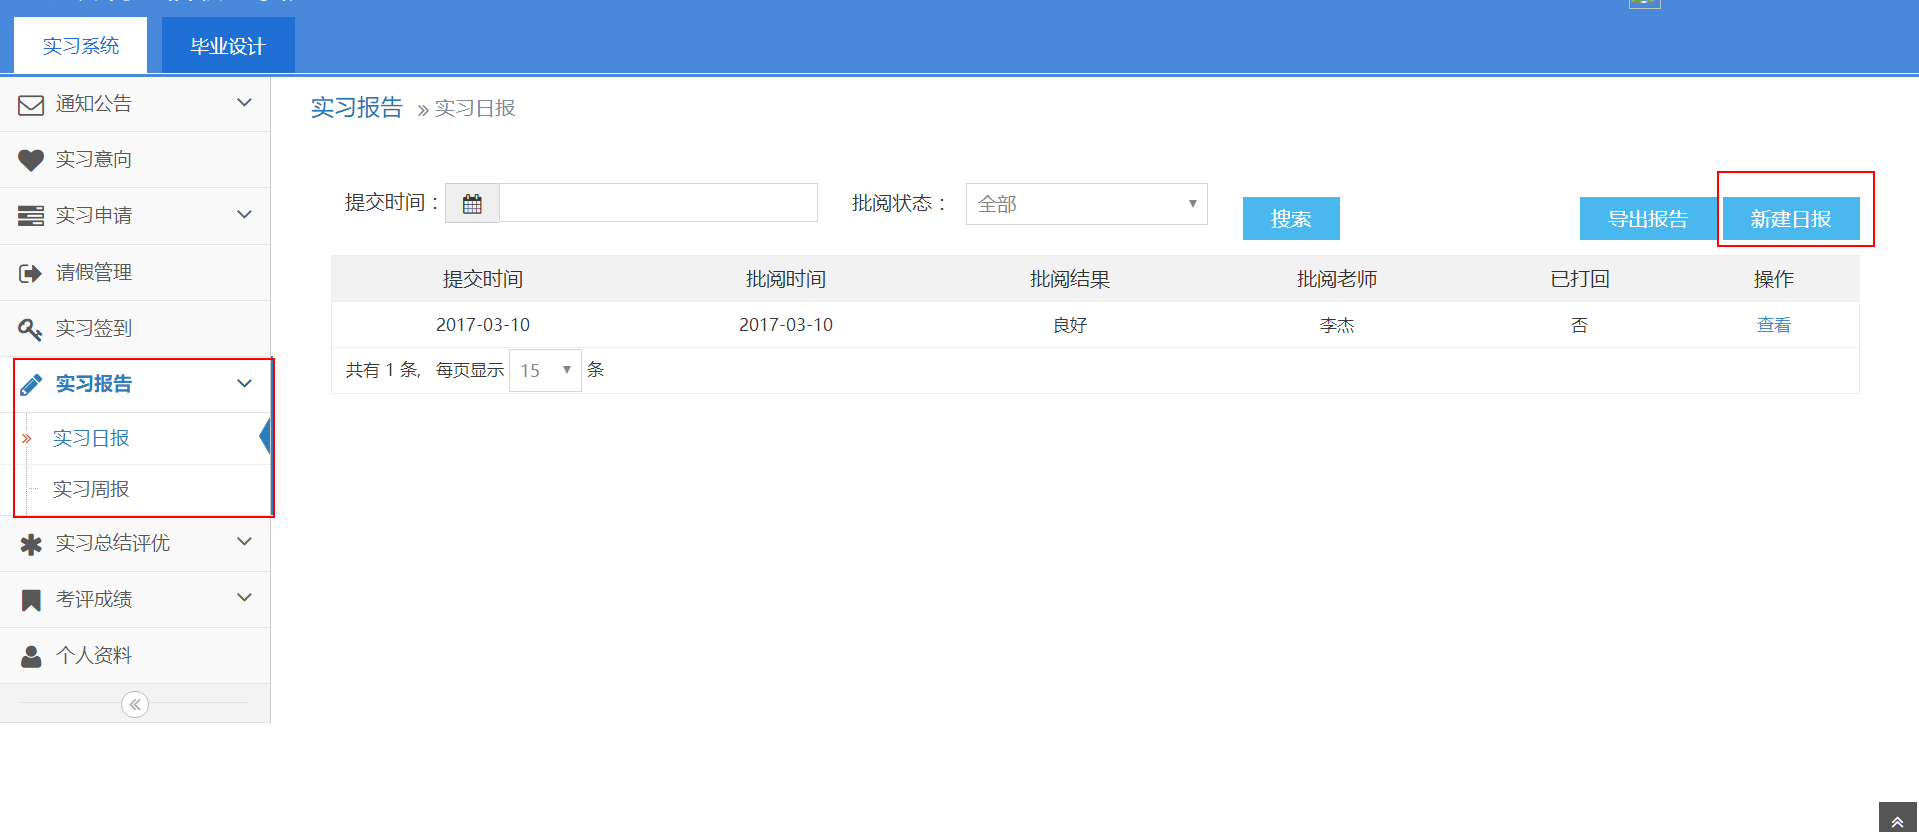 实习系统 毕业设计
通知公告
实习意向
实习申请
请假管理
实习签到
实习报告
实习日报
实习周报
实习总结评优
考评成绩
个人资料
实习报告 » 实习日报
提交时间： 批阅状态： 全部 搜索 导出报告 新建日报
提交时间 批阅时间 批阅结果 批阅老师 已打回 操作
2017-03-10 2017-03-10 良好 李杰 否 查看
共有 1 条, 每页显示 15 条